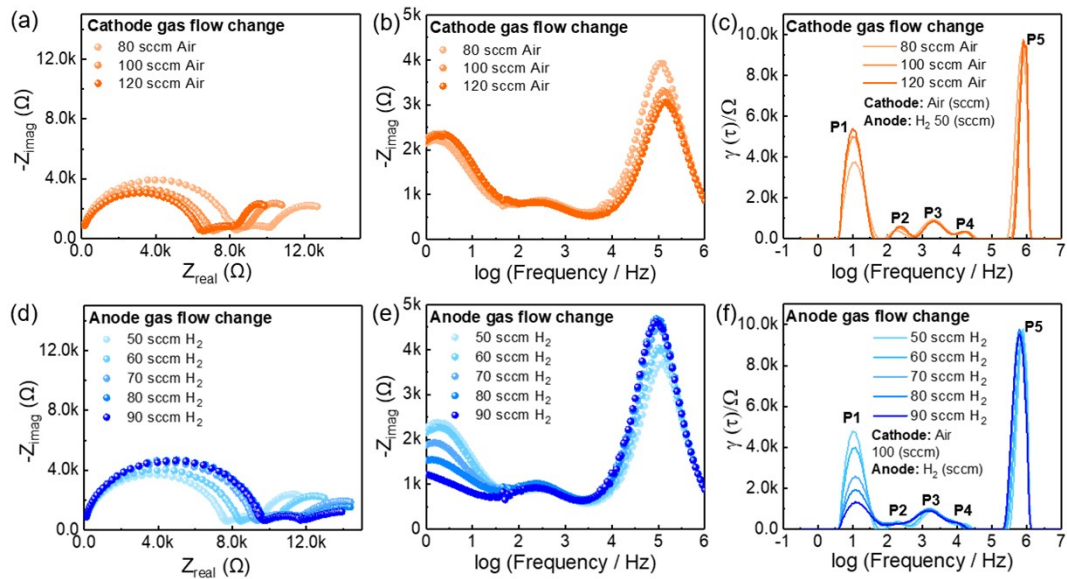 (a)
Cathode gas flow change
80 sccm Air
100 sccm Air
120 sccm Air
-Z_imag (Ω)
12.0k
8.0k
4.0k
0.0
0.0 4.0k 8.0k 12.0k
Z_real (Ω)
(b)
Cathode gas flow change
80 sccm Air
100 sccm Air
120 sccm Air
-Z_imag (Ω)
5k
4k
3k
2k
1k
0
0 1 2 3 4 5 6
log (Frequency / Hz)
(c)
Cathode gas flow change
80 sccm Air
100 sccm Air
120 sccm Air
Cathode: Air (sccm)
Anode: H₂ 50 (sccm)
P1
P2
P3
P4
P5
γ (τ)/Ω
10.0k
8.0k
6.0k
4.0k
2.0k
0.0
-1 0 1 2 3 4 5 6 7
log (Frequency / Hz)
(d)
Anode gas flow change
50 sccm H₂
60 sccm H₂
70 sccm H₂
80 sccm H₂
90 sccm H₂
-Z_imag (Ω)
12.0k
8.0k
4.0k
0.0
0.0 4.0k 8.0k 12.0k
Z_real (Ω)
(e)
Anode gas flow change
50 sccm H₂
60 sccm H₂
70 sccm H₂
80 sccm H₂
90 sccm H₂
-Z_imag (Ω)
5k
4k
3k
2k
1k
0
0 1 2 3 4 5 6
log (Frequency / Hz)
(f)
Anode gas flow change
50 sccm H₂
60 sccm H₂
70 sccm H₂
80 sccm H₂
90 sccm H₂
Cathode: Air
100 (sccm)
Anode: H₂ (sccm)
P1
P2
P3
P4
P5
γ (τ)/Ω
10.0k
8.0k
6.0k
4.0k
2.0k
0.0
-1 0 1 2 3 4 5 6 7
log (Frequency / Hz)